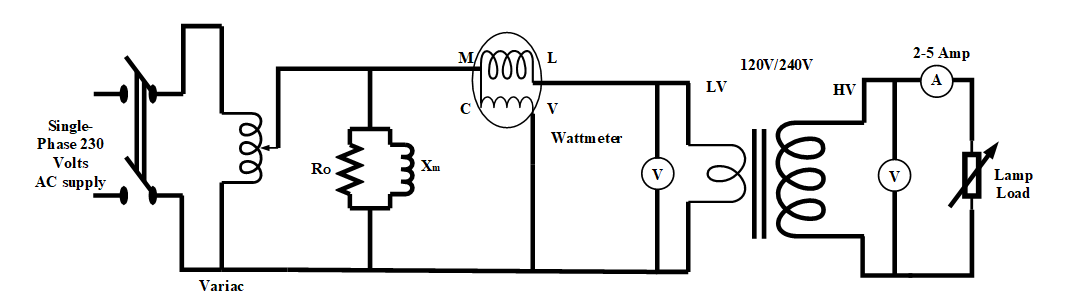 2-5 Amp
M
L
120V/240V
A
LV
HV
C
V
Single-
Phase 230
Volts
AC supply
Wattmeter
Ro
Xm
V
V
Lamp
Load
Variac